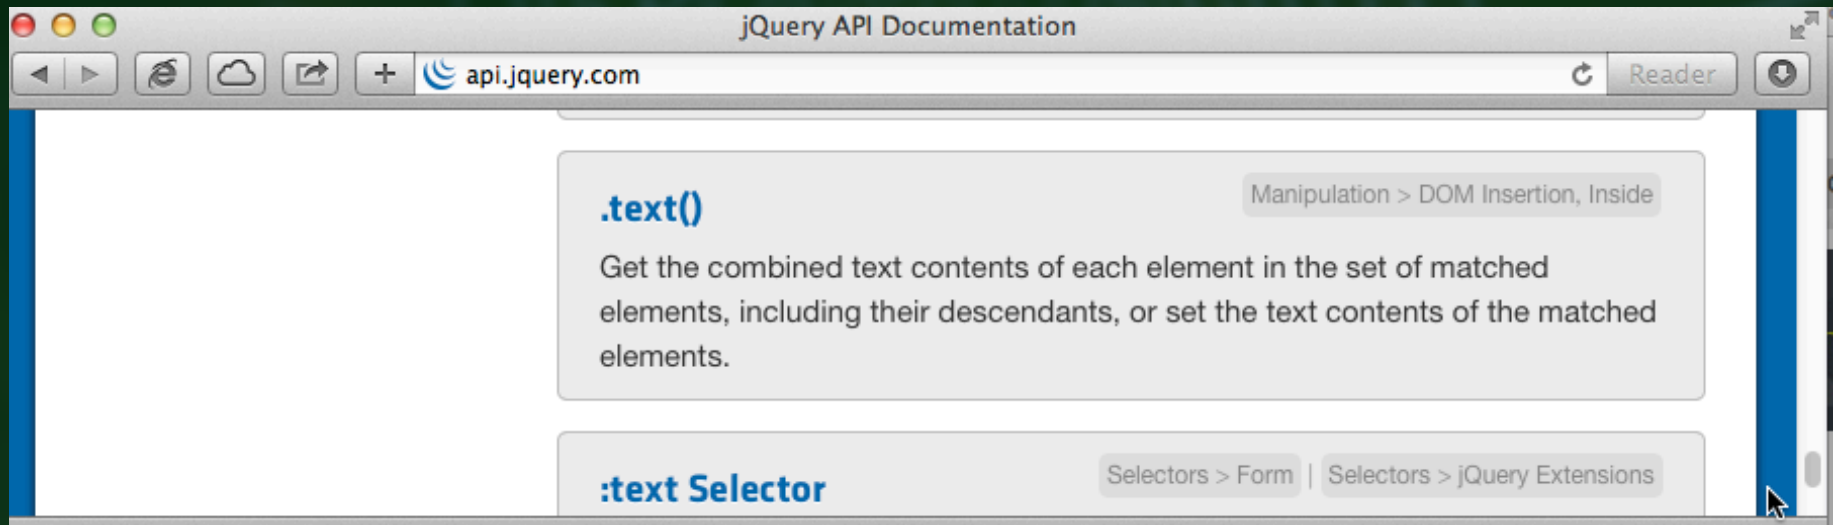 jQuery API Documentation
api.jquery.com
Reader
.text()
Manipulation > DOM Insertion, Inside
Get the combined text contents of each element in the set of matched
elements, including their descendants, or set the text contents of the matched
elements.
:text Selector
Selectors > Form | Selectors > jQuery Extensions